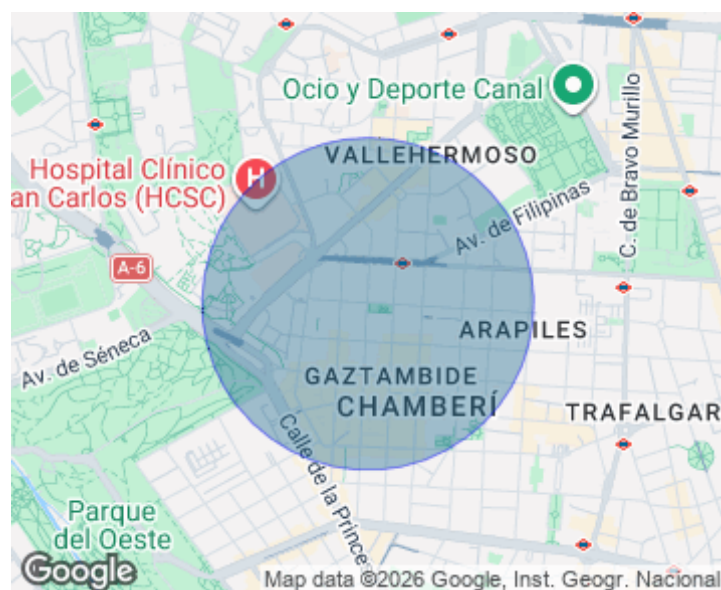 Ocio y Deporte Canal
C. de Bravo Murillo
VALLEHERMOSO
Hospital Clínico
an Carlos (HCSC)
H
Av. de Filipinas
A-6
ARAPILES
Av. de Séneca
GAZTAMBIDE
CHAMBERÍ
TRAFALGAR
Calle de la Prince
Parque
del Oeste
Google
Map data ©2026 Google, Inst. Geogr. Nacional